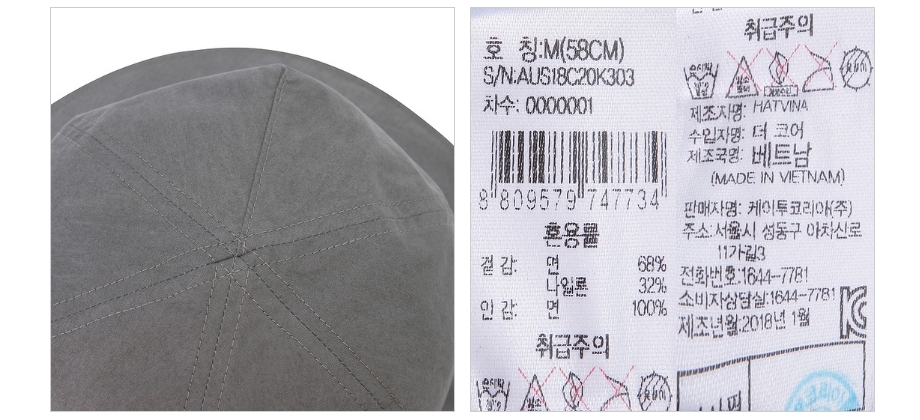 호 칭:M(58CM)
S/N:AUS18C20K303
차수: 0000001
8 809579 747734
혼용률
겉 감: 면 68%
나일론 32%
안 감: 면 100%
취급주의
취급주의
제조자명: HATVINA
수입자명: 더 코어
제조국명: 베트남
(MADE IN VIETNAM)
판매자명: 케이투코리아(주)
주소:서울시 성동구 아차산로
11가길3
전화번호:1644-7781
소비자상담실:1644-7781
제조년월:2018년 1월